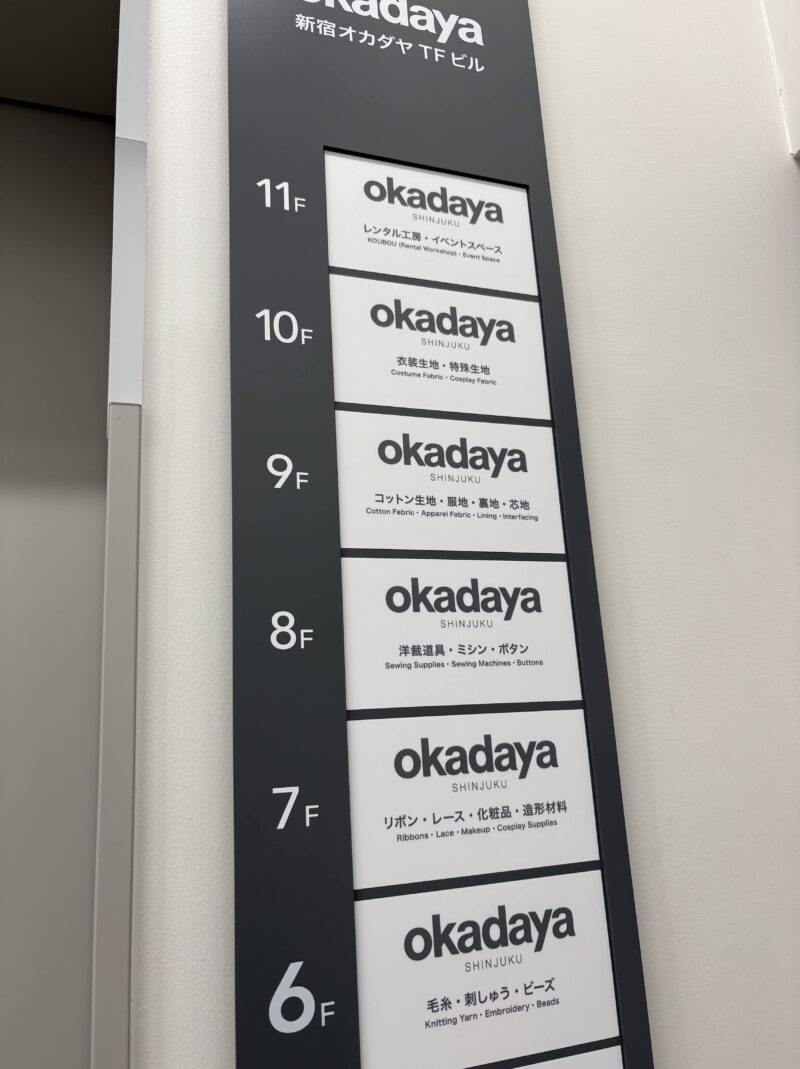 okadaya
新宿オカダヤ TFビル
11F
okadaya
SHINJUKU
レンタル工房・イベントスペース
KOUBOU (Rental Workshop)・Event Space
10F
okadaya
SHINJUKU
衣装生地・特殊生地
Costume Fabric・Cosplay Fabric
9F
okadaya
SHINJUKU
コットン生地・服地・裏地・芯地
Cotton Fabric・Apparel Fabric・Lining・Interfacing
8F
okadaya
SHINJUKU
洋裁道具・ミシン・ボタン
Sewing Supplies・Sewing Machines・Buttons
7F
okadaya
SHINJUKU
リボン・レース・化粧品・造形材料
Ribbons・Lace・Makeup・Cosplay Supplies
6F
okadaya
SHINJUKU
毛糸・刺しゅう・ビーズ
Knitting Yarn・Embroidery・Beads